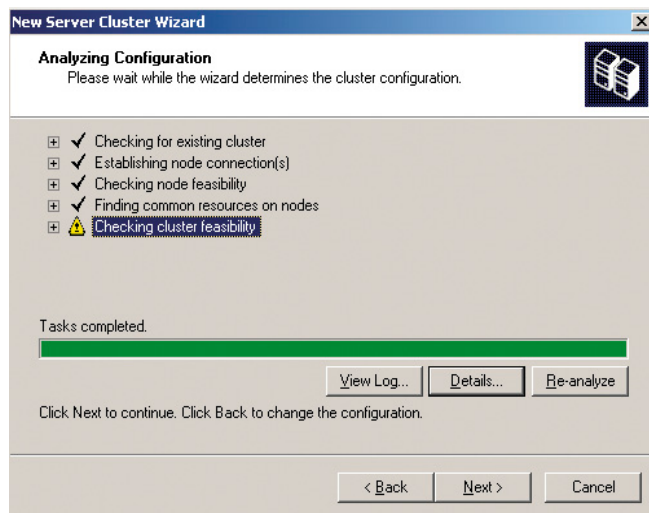 New Server Cluster Wizard
Analyzing Configuration
Please wait while the wizard determines the cluster configuration.
Checking for existing cluster
Establishing node connection(s)
Checking node feasibility
Finding common resources on nodes
Checking cluster feasibility
Tasks completed.
View Log... Details... Re-analyze
Click Next to continue. Click Back to change the configuration.
< Back Next > Cancel